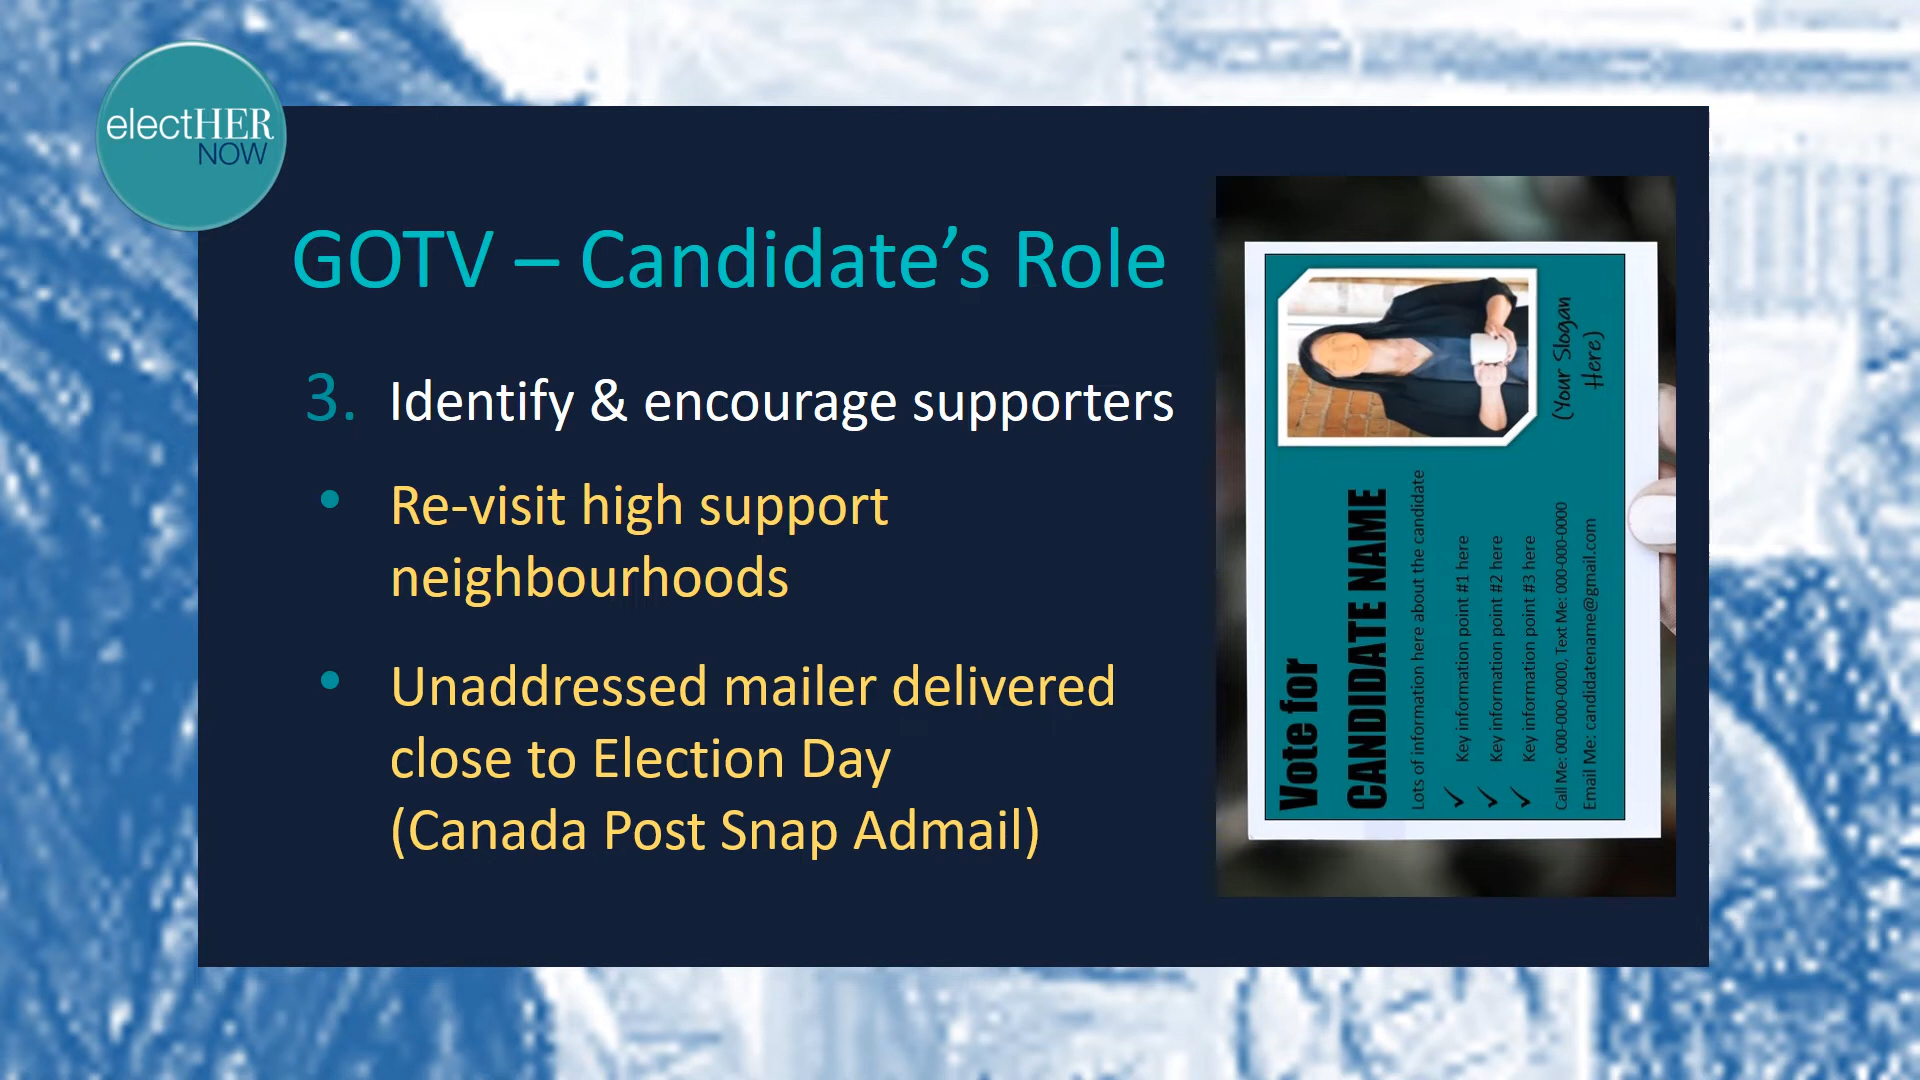 electHER
NOW
GOTV – Candidate’s Role
3. Identify & encourage supporters
• Re-visit high support
neighbourhoods
• Unaddressed mailer delivered
close to Election Day
(Canada Post Snap Admail)
Vote for
CANDIDATE NAME
Lots of information here about the candidate
✓ Key information point #1 here
✓ Key information point #2 here
✓ Key information point #3 here
Call Me: 000-000-0000, Text Me: 000-000-0000
Email Me: candidatename@gmail.com
(Your Slogan
Here)